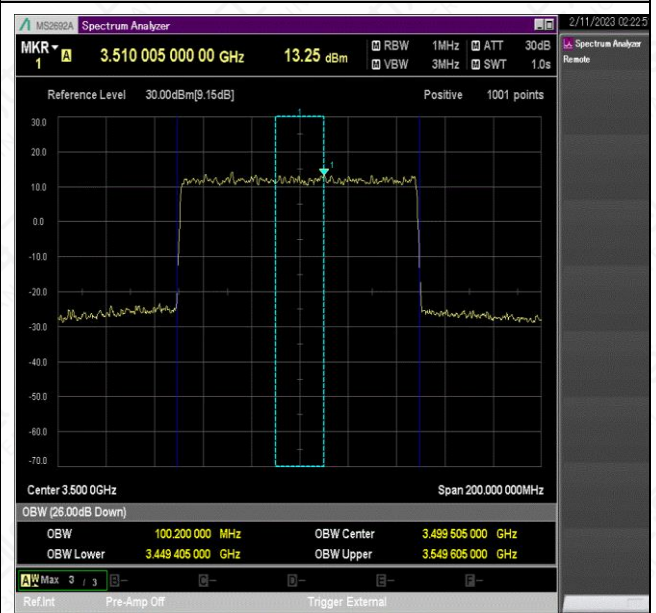 MS2692A Spectrum Analyzer 2/11/2023 02:22:5
MKR A 3.510 005 000 00 GHz 13.25 dBm M RBW 1MHz M ATT 30dB
1 M VBW 3MHz M SWT 1.0s
Spectrum Analyzer
Remote
Reference Level 30.00dBm[9.15dB] Positive 1001 points
1
30.0
20.0
1
10.0
0.0
-10.0
-20.0
-30.0
-40.0
-50.0
-60.0
-70.0
Center 3.500 0GHz Span 200.000 000MHz
OBW (26.00dB Down)
OBW 100.200 000 MHz OBW Center 3.499 505 000 GHz
OBW Lower 3.449 405 000 GHz OBW Upper 3.549 605 000 GHz
A W Max 3 / 3 B- C- D- E- F-
Ref.Int Pre-Amp Off Trigger External